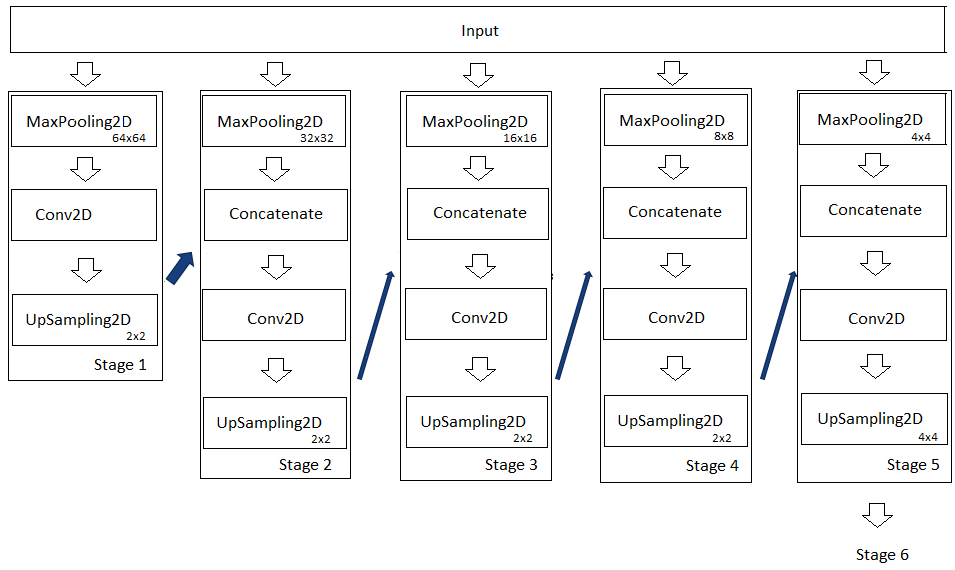 Input
MaxPooling2D
64x64
Conv2D
UpSampling2D
2x2
Stage 1
MaxPooling2D
32x32
Concatenate
Conv2D
UpSampling2D
2x2
Stage 2
MaxPooling2D
16x16
Concatenate
Conv2D
UpSampling2D
2x2
Stage 3
MaxPooling2D
8x8
Concatenate
Conv2D
UpSampling2D
2x2
Stage 4
MaxPooling2D
4x4
Concatenate
Conv2D
UpSampling2D
4x4
Stage 5
Stage 6